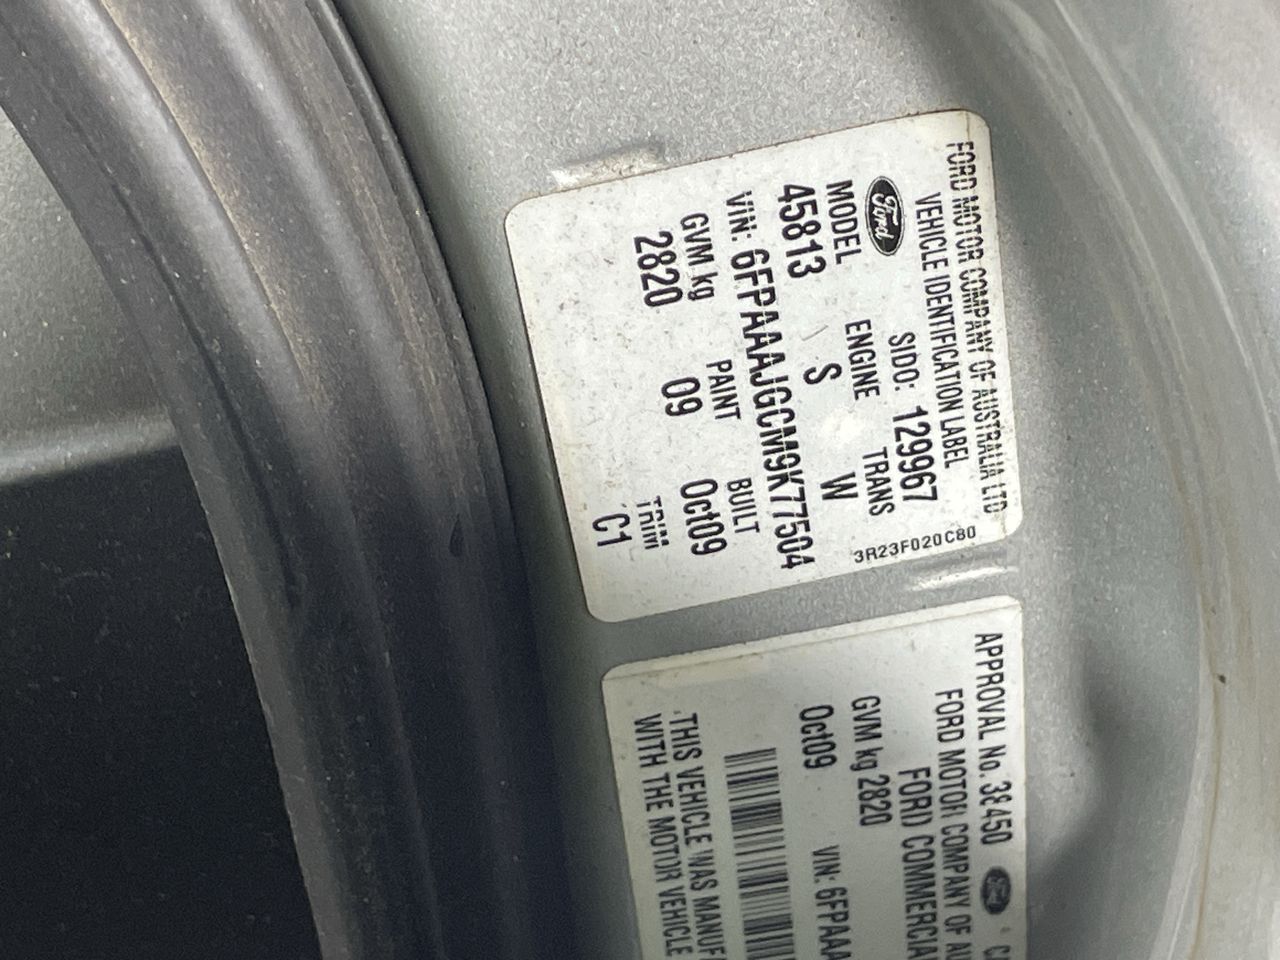 FORD MOTOR COMPANY OF AUSTRALIA LTD
VEHICLE IDENTIFICATION LABEL
Ford SIDO: 129967 3R23F020C80
MODEL ENGINE TRANS
45813 S W
VIN: 6FPAAAJGCM9K77504
GVM kg PAINT BUILT
2820 09 Oct09
TRIM
C1
APPROVAL No. 38450 Ford
FORD MOTOR COMPANY OF AU
FORD COMMERCIA
GVM kg 2820
Oct09 VIN: 6FPAAA
THIS VEHICLE WAS MANUF
WITH THE MOTOR VEHICLE